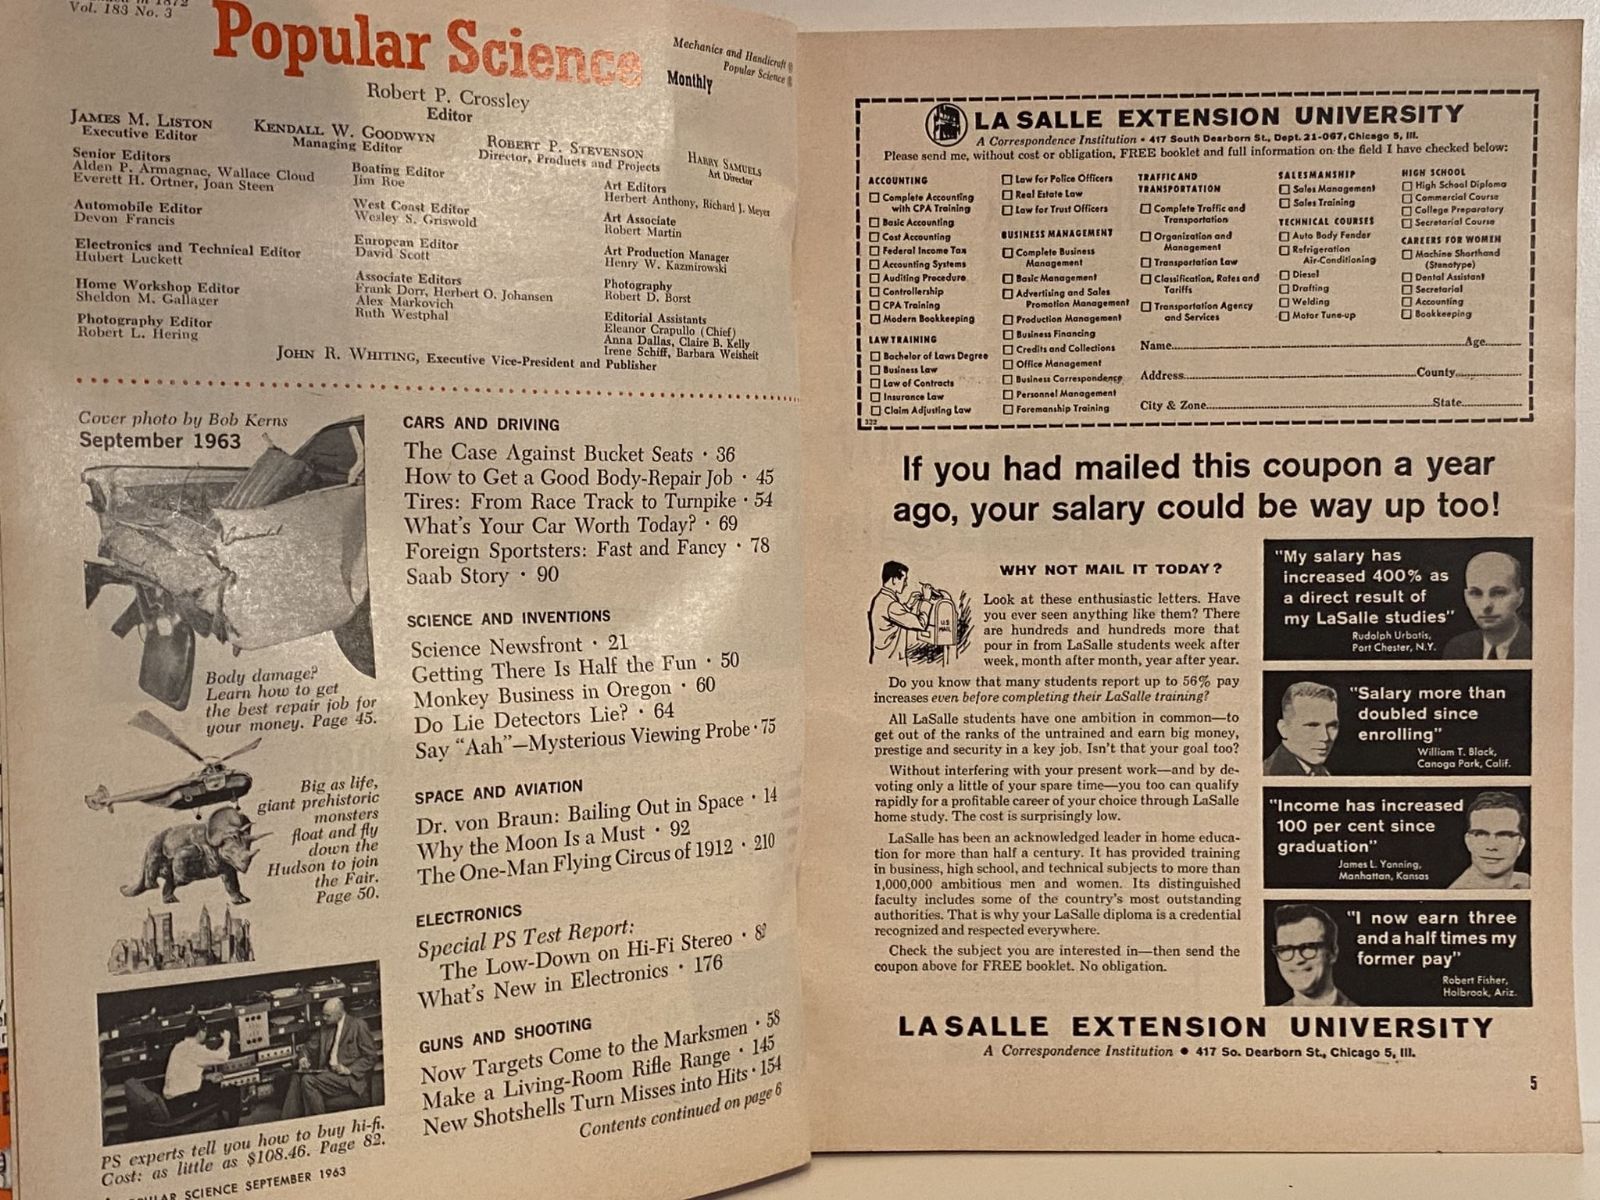 Vol. 183 No. 3
Popular Science
Monthly
Mechanics and Handicraft ®
Popular Science ®
Robert P. Crossley
Editor
JAMES M. LISTON
Executive Editor
KENDALL W. GOODWYN
Managing Editor
ROBERT P. STEVENSON
Director, Products and Projects
HARRY SAMUELS
Art Director
Senior Editors
Alden P. Armagnac, Wallace Cloud
Everett H. Ortner, Joan Steen
Automobile Editor
Devon Francis
Electronics and Technical Editor
Hubert Luckett
Home Workshop Editor
Sheldon M. Gallager
Photography Editor
Robert L. Hering
Boating Editor
Jim Roe
West Coast Editor
Wesley S. Griswold
European Editor
David Scott
Associate Editors
Frank Dorr, Herbert O. Johansen
Alex Markovich
Ruth Westphal
Art Editors
Herbert Anthony, Richard J. Meyer
Art Associate
Robert Martin
Art Production Manager
Henry W. Kazmirowski
Photography
Robert D. Borst
Editorial Assistants
Eleanor Crapullo (Chief)
Anna Dallas, Claire B. Kelly
Irene Schiff, Barbara Weisheit
JOHN R. WHITING, Executive Vice-President and Publisher
Cover photo by Bob Kerns
September 1963
Body damage?
Learn how to get
the best repair job for
your money. Page 45.
Big as life,
giant prehistoric
monsters
float and fly
down the
Hudson to join
the Fair.
Page 50.
PS experts tell you how to buy hi-fi.
Cost: as little as $108.46. Page 82.
SCIENCE SEPTEMBER 1963
CARS AND DRIVING
The Case Against Bucket Seats · 36
How to Get a Good Body-Repair Job · 45
Tires: From Race Track to Turnpike · 54
What's Your Car Worth Today? · 69
Foreign Sportsters: Fast and Fancy · 78
Saab Story · 90
SCIENCE AND INVENTIONS
Science Newsfront · 21
Getting There Is Half the Fun · 50
Monkey Business in Oregon · 60
Do Lie Detectors Lie? · 64
Say "Aah"—Mysterious Viewing Probe · 75
SPACE AND AVIATION
Dr. von Braun: Bailing Out in Space · 14
Why the Moon Is a Must · 92
The One-Man Flying Circus of 1912 · 210
ELECTRONICS
Special PS Test Report:
The Low-Down on Hi-Fi Stereo · 82
What's New in Electronics · 176
GUNS AND SHOOTING
Now Targets Come to the Marksmen · 58
Make a Living-Room Rifle Range · 145
New Shotshells Turn Misses into Hits · 154
Contents continued on page 6
LA SALLE EXTENSION UNIVERSITY
A Correspondence Institution • 417 South Dearborn St., Dept. 21-067, Chicago 5, Ill.
Please send me, without cost or obligation, FREE booklet and full information on the field I have checked below:
ACCOUNTING
Complete Accounting
with CPA Training
Basic Accounting
Cost Accounting
Federal Income Tax
Accounting Systems
Auditing Procedure
Controllership
CPA Training
Modern Bookkeeping
LAW TRAINING
Bachelor of Laws Degree
Business Law
Law of Contracts
Insurance Law
Claim Adjusting Law
Law for Police Officers
Real Estate Law
Law for Trust Officers
BUSINESS MANAGEMENT
Complete Business
Management
Basic Management
Advertising and Sales
Promotion Management
Production Management
Business Financing
Credits and Collections
Office Management
Business Correspondence
Personnel Management
Foremanship Training
TRAFFIC AND
TRANSPORTATION
Complete Traffic and
Transportation
Organization and
Management
Transportation Law
Classification, Rates and
Tariffs
Transportation Agency
and Services
SALESMANSHIP
Sales Management
Sales Training
TECHNICAL COURSES
Auto Body Fender
Refrigeration
Air-Conditioning
Diesel
Drafting
Welding
Motor Tune-up
HIGH SCHOOL
High School Diploma
Commercial Course
College Preparatory
Secretarial Course
CAREERS FOR WOMEN
Machine Shorthand
(Stenotype)
Dental Assistant
Secretarial
Accounting
Bookkeeping
Name Age
Address County
City & Zone State
322
If you had mailed this coupon a year
ago, your salary could be way up too!
WHY NOT MAIL IT TODAY?
U.S.
MAIL
Look at these enthusiastic letters. Have
you ever seen anything like them? There
are hundreds and hundreds more that
pour in from LaSalle students week after
week, month after month, year after year.
Do you know that many students report up to 56% pay
increases even before completing their LaSalle training?
All LaSalle students have one ambition in common—to
get out of the ranks of the untrained and earn big money,
prestige and security in a key job. Isn't that your goal too?
Without interfering with your present work—and by de-
voting only a little of your spare time—you too can qualify
rapidly for a profitable career of your choice through LaSalle
home study. The cost is surprisingly low.
LaSalle has been an acknowledged leader in home educa-
tion for more than half a century. It has provided training
in business, high school, and technical subjects to more than
1,000,000 ambitious men and women. Its distinguished
faculty includes some of the country's most outstanding
authorities. That is why your LaSalle diploma is a credential
recognized and respected everywhere.
Check the subject you are interested in—then send the
coupon above for FREE booklet. No obligation.
"My salary has
increased 400% as
a direct result of
my LaSalle studies"
Rudolph Urbatis,
Port Chester, N.Y.
"Salary more than
doubled since
enrolling"
William T. Black,
Canoga Park, Calif.
"Income has increased
100 per cent since
graduation"
James L. Yanning,
Manhattan, Kansas
"I now earn three
and a half times my
former pay"
Robert Fisher,
Holbrook, Ariz.
LA SALLE EXTENSION UNIVERSITY
A Correspondence Institution • 417 So. Dearborn St., Chicago 5, Ill.
5